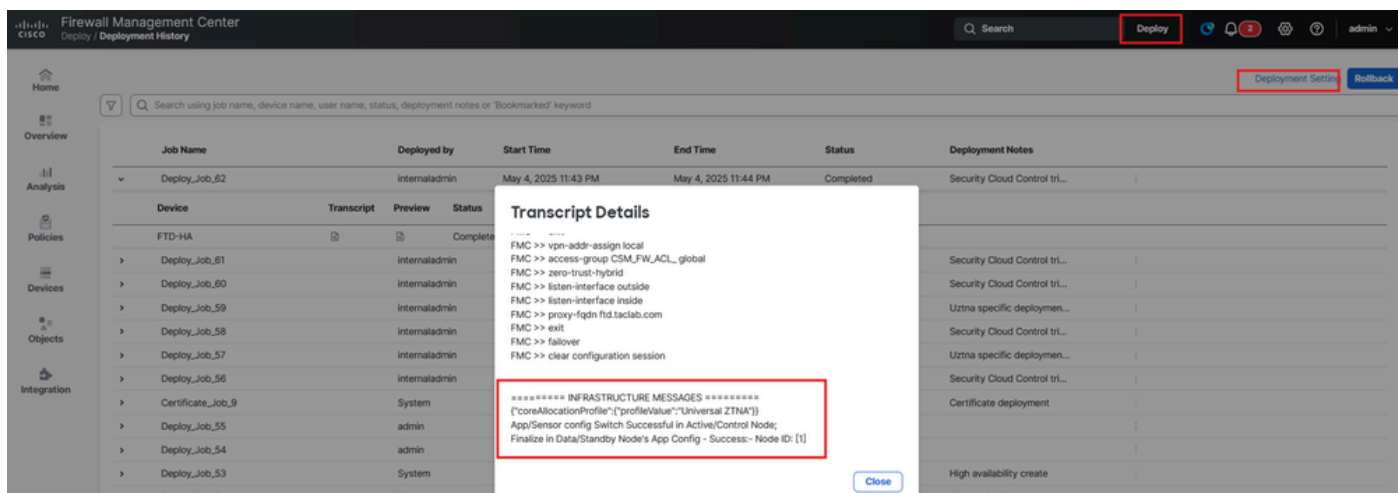 CISCO
Firewall Management Center
Deploy / Deployment History
Search
Deploy
2
admin
Home
Overview
Analysis
Policies
Devices
Objects
Integration
Deployment Setting
Rollback
Search using job name, device name, user name, status, deployment notes or 'Bookmarked' keyword
Job Name Deployed by Start Time End Time Status Deployment Notes
Deploy_Job_62 internaladmin May 4, 2025 11:43 PM May 4, 2025 11:44 PM Completed Security Cloud Control tri...
Device Transcript Preview Status
FTD-HA Complete
Deploy_Job_61 internaladmin Security Cloud Control tri...
Deploy_Job_60 internaladmin Security Cloud Control tri...
Deploy_Job_59 internaladmin Uztna specific deploymen...
Deploy_Job_58 internaladmin Security Cloud Control tri...
Deploy_Job_57 internaladmin Uztna specific deploymen...
Deploy_Job_56 internaladmin Security Cloud Control tri...
Certificate_Job_9 System Certificate deployment
Deploy_Job_55 admin
Deploy_Job_54 admin
Deploy_Job_53 System High availability create
Transcript Details
FMC >> vpn-addr-assign local
FMC >> access-group CSM_FW_ACL_ global
FMC >> zero-trust-hybrid
FMC >> listen-interface outside
FMC >> listen-interface inside
FMC >> proxy-fqdn ftd.taclab.com
FMC >> exit
FMC >> failover
FMC >> clear configuration session
========= INFRASTRUCTURE MESSAGES =========
{"coreAllocationProfile":{"profileValue":"Universal ZTNA"}}
App/Sensor config Switch Successful in Active/Control Node;
Finalize in Data/Standby Node's App Config - Success:- Node ID: [1]
Close